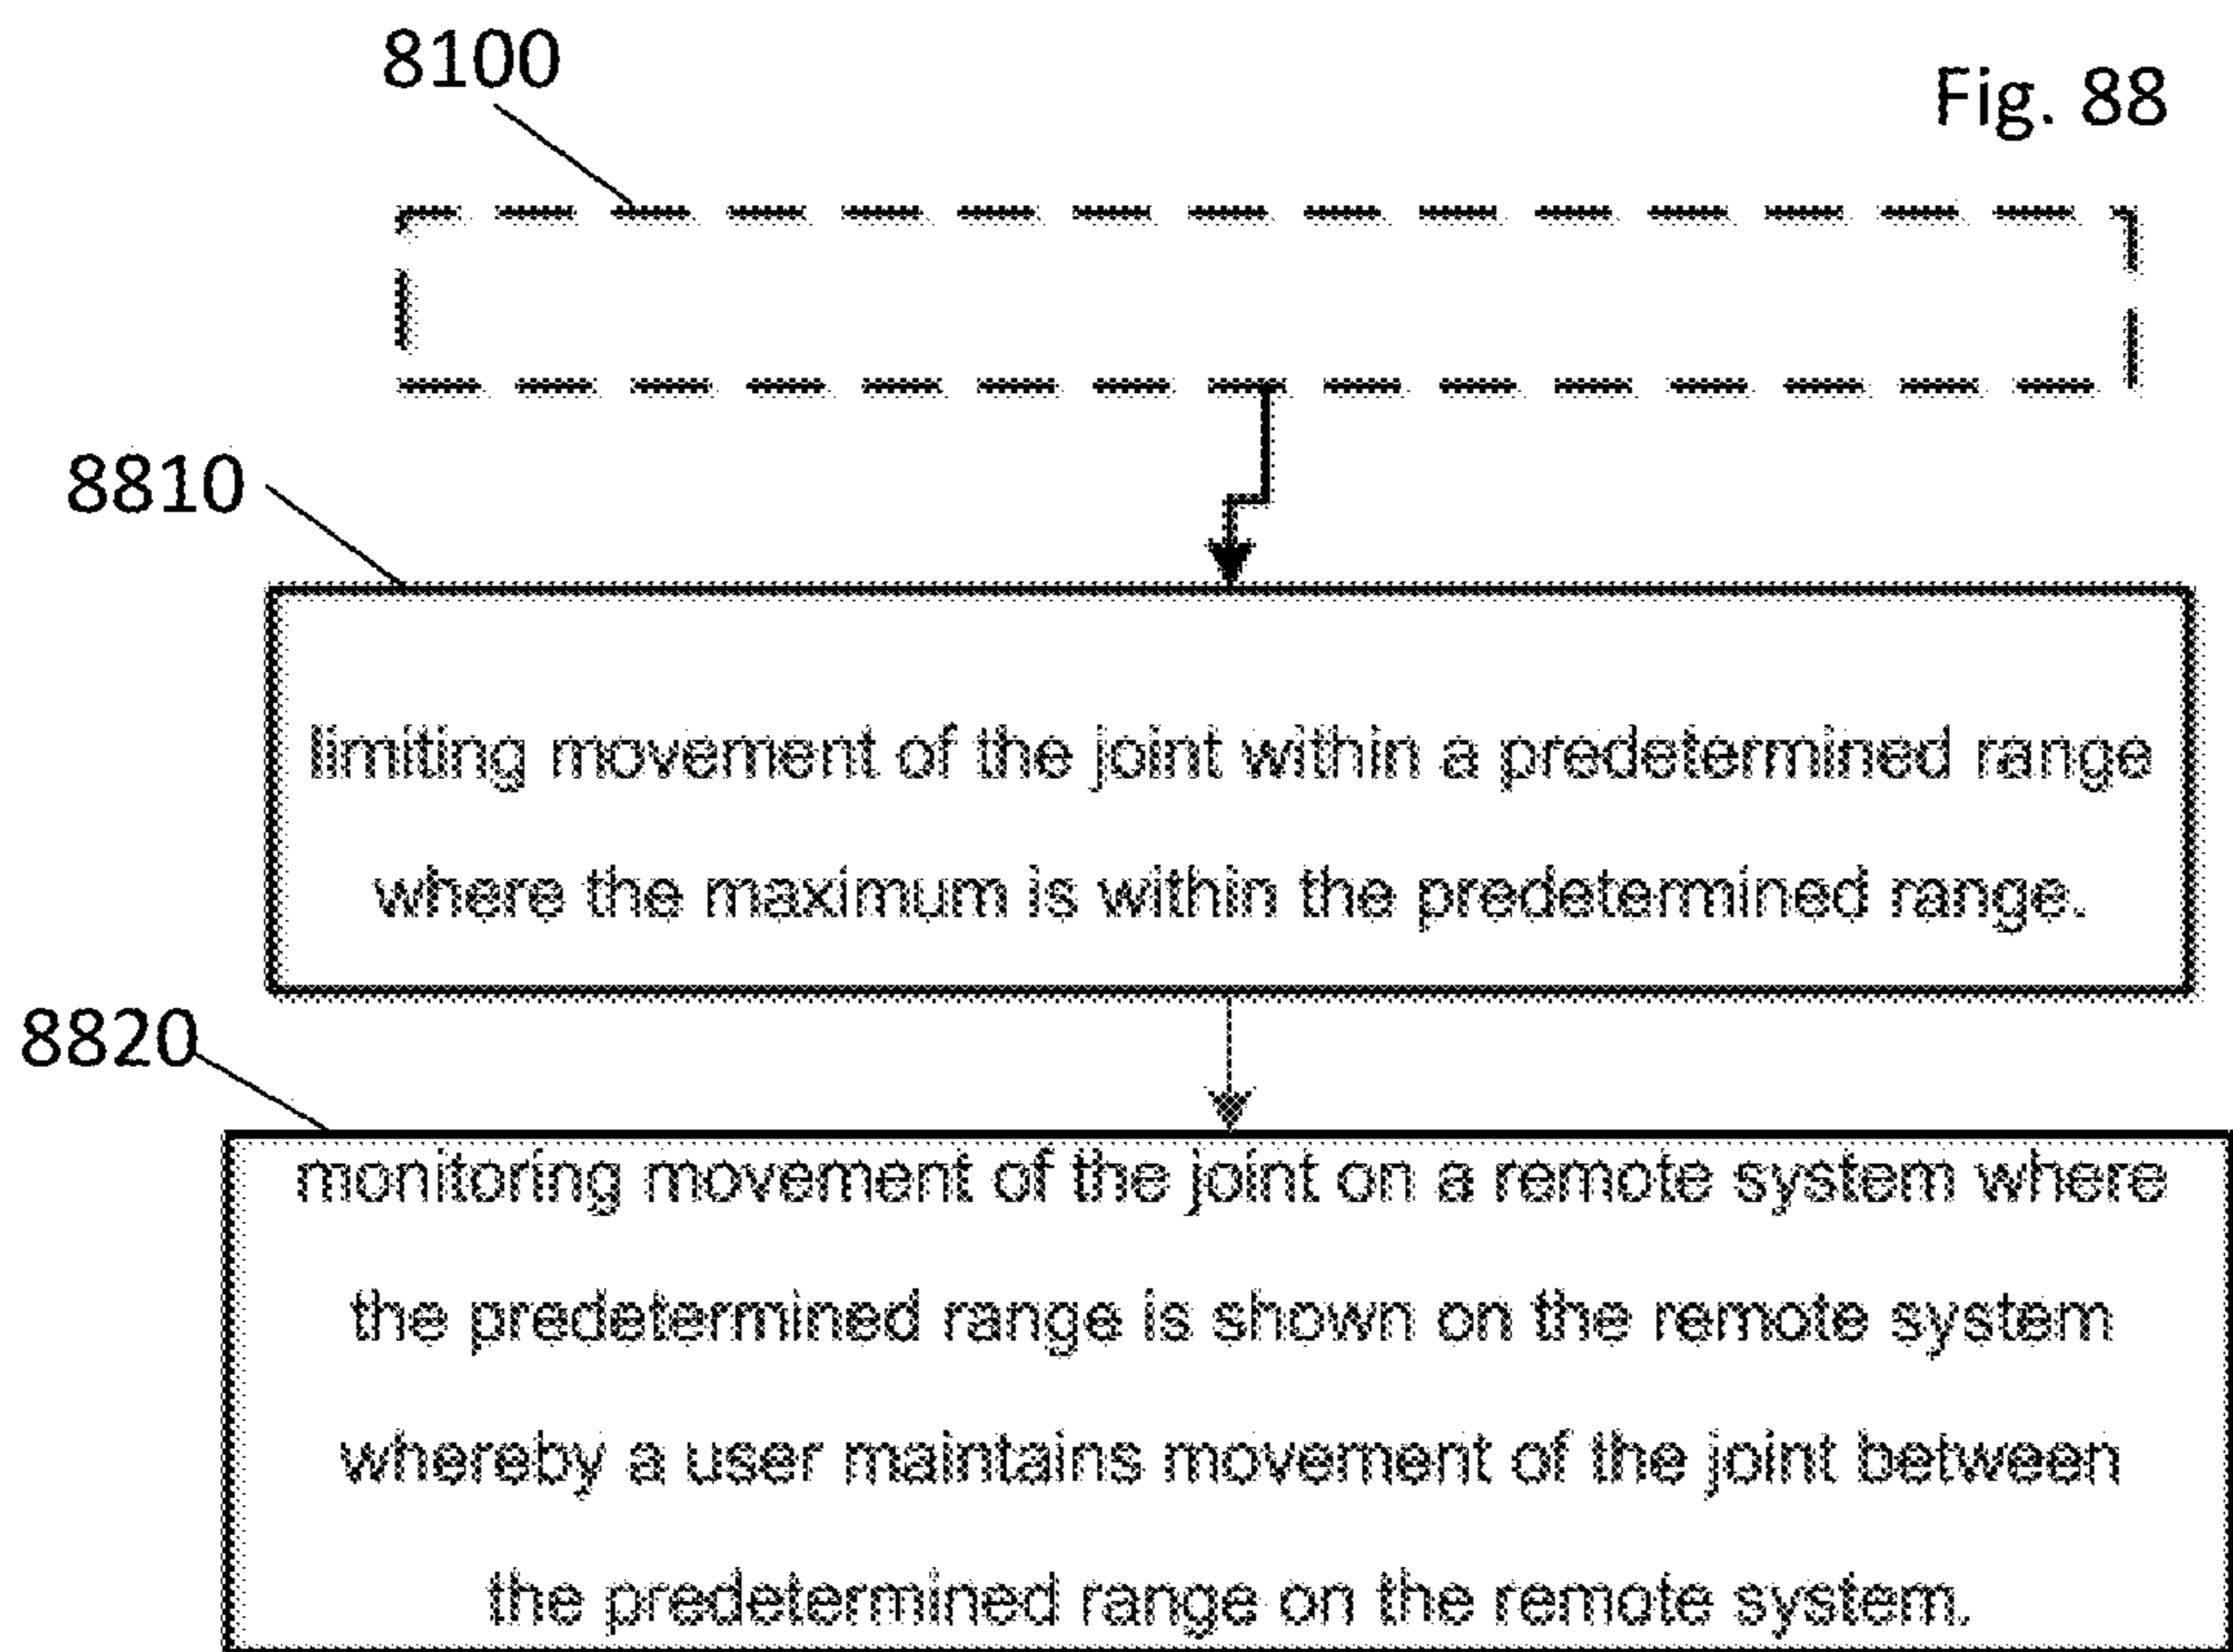 8100
Fig. 88
8810
limiting movement of the joint within a predetermined range
where the maximum is within the predetermined range.
8820
monitoring movement of the joint on a remote system where
the predetermined range is shown on the remote system
whereby a user maintains movement of the joint between
the predetermined range on the remote system.